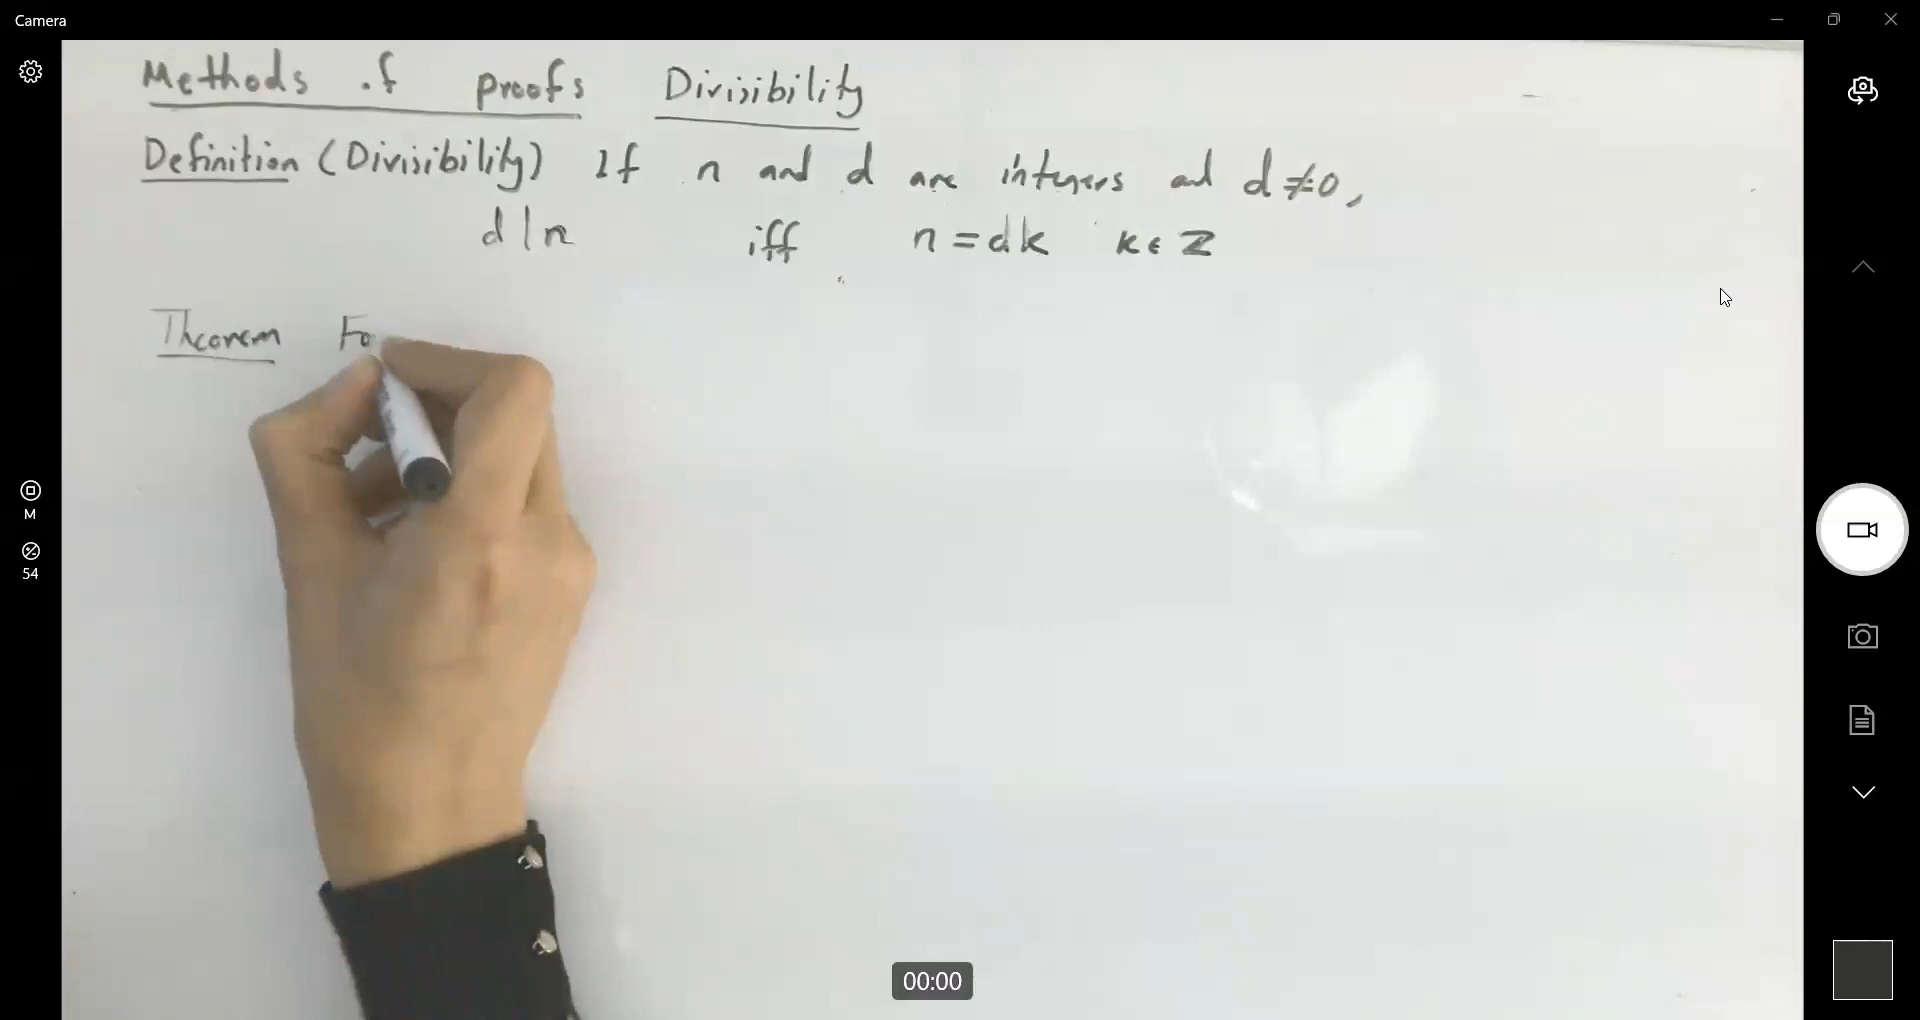 Camera
Methods of proofs Divisibility
Definition (Divisibility) If n and d are integers and d≠0,
d|n iff n=dk k∈ℤ
Theorem Fo
M
54
00:00